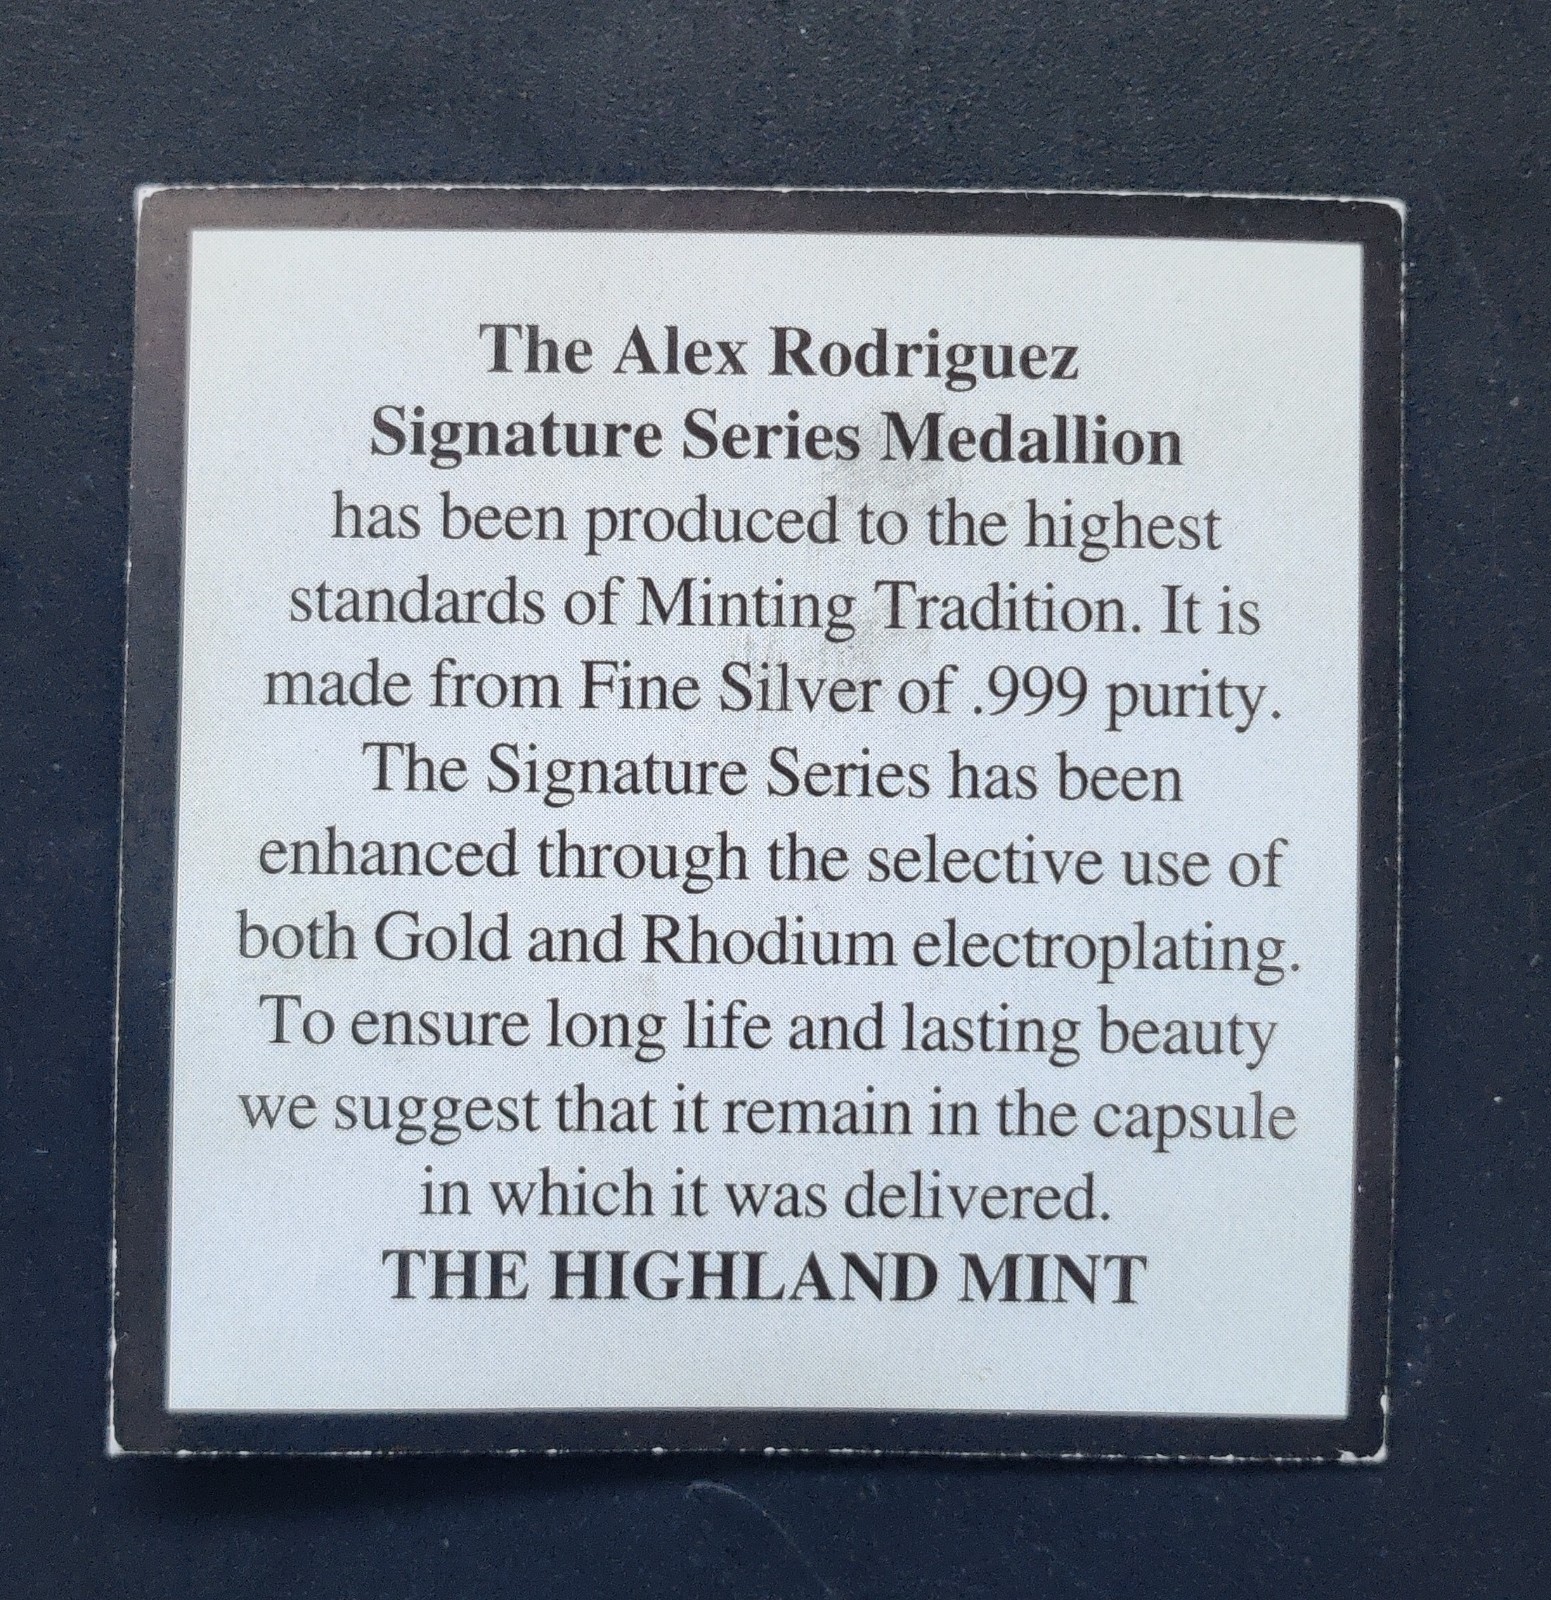 The Alex Rodriguez
Signature Series Medallion
has been produced to the highest
standards of Minting Tradition. It is
made from Fine Silver of .999 purity.
The Signature Series has been
enhanced through the selective use of
both Gold and Rhodium electroplating.
To ensure long life and lasting beauty
we suggest that it remain in the capsule
in which it was delivered.
THE HIGHLAND MINT